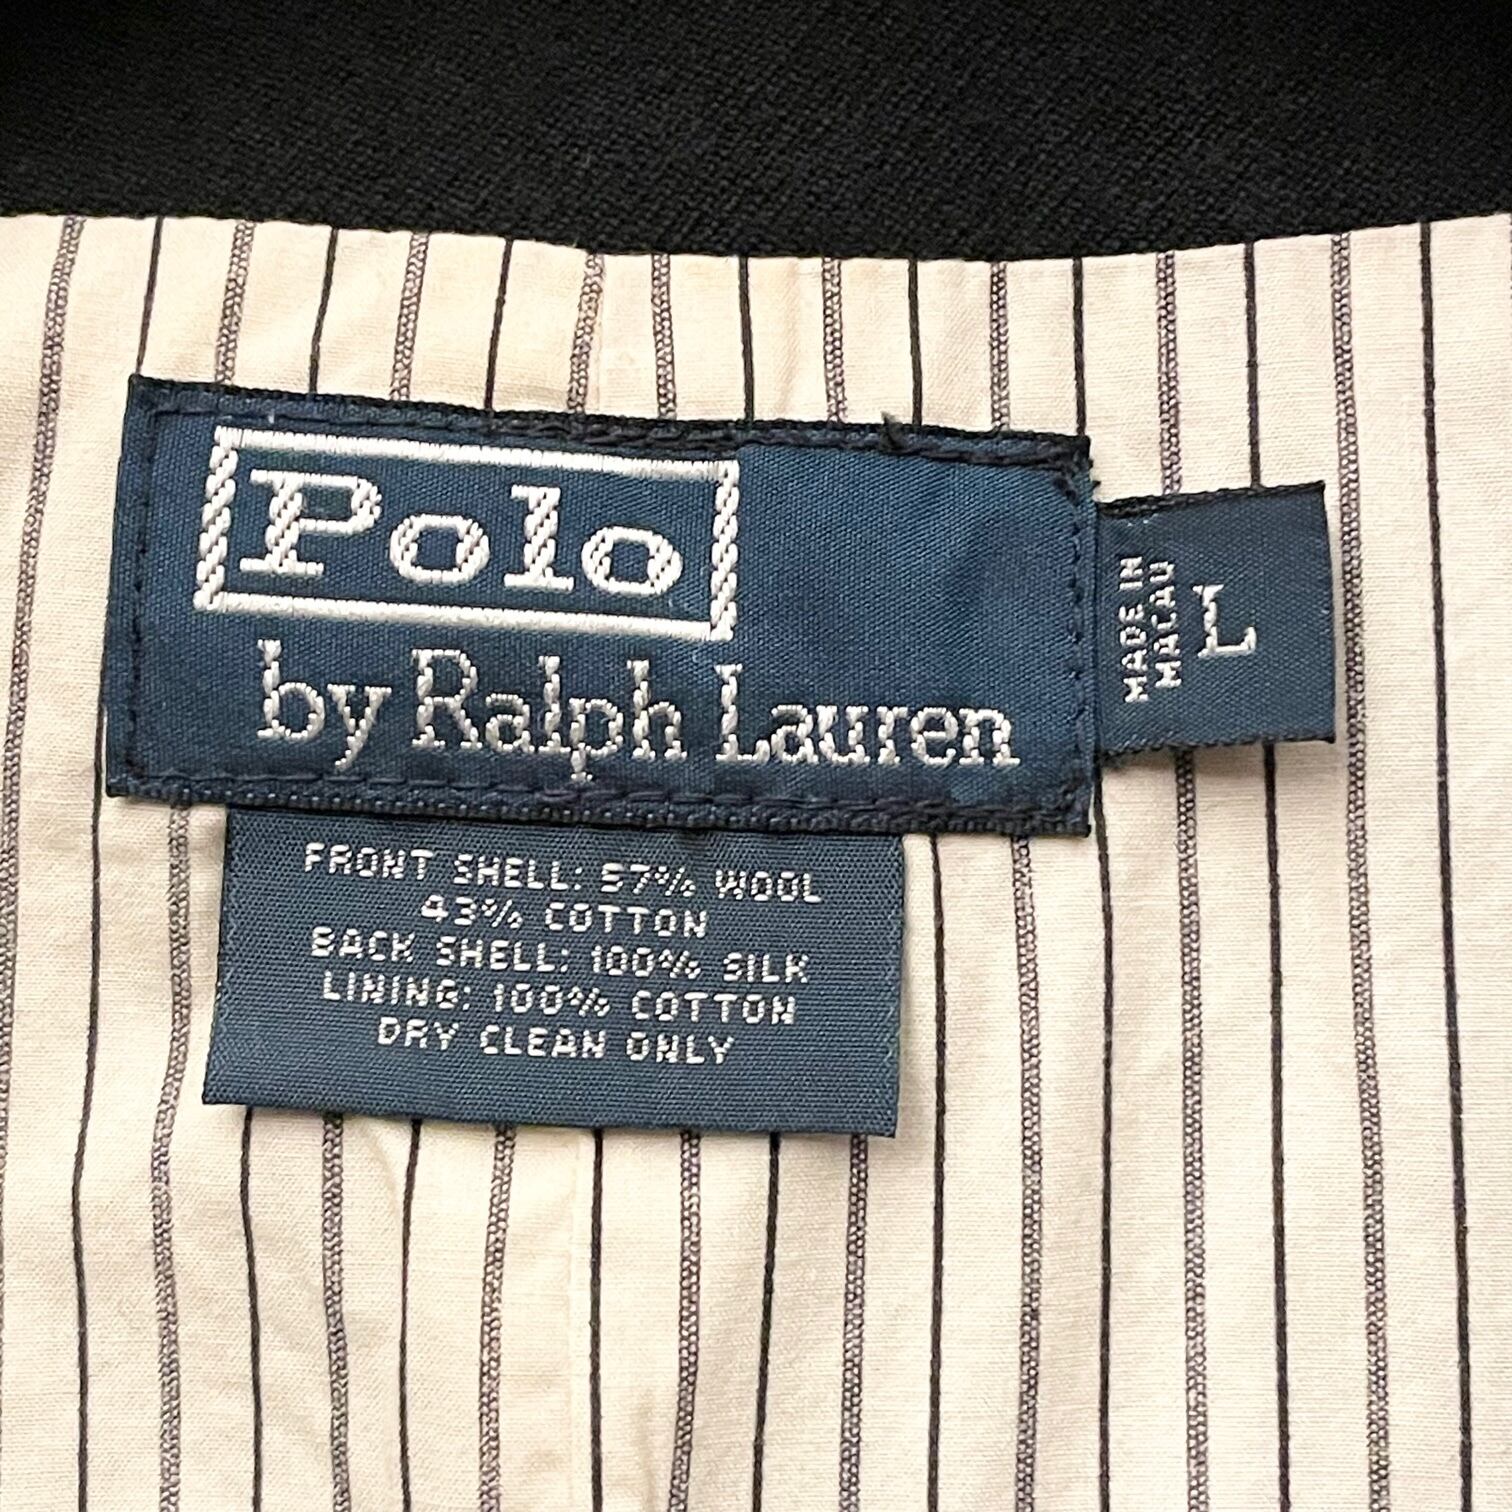 Polo
by Ralph Lauren
MADE IN
MACAU
L
FRONT SHELL: 57% WOOL
43% COTTON
BACK SHELL: 100% SILK
LINING: 100% COTTON
DRY CLEAN ONLY